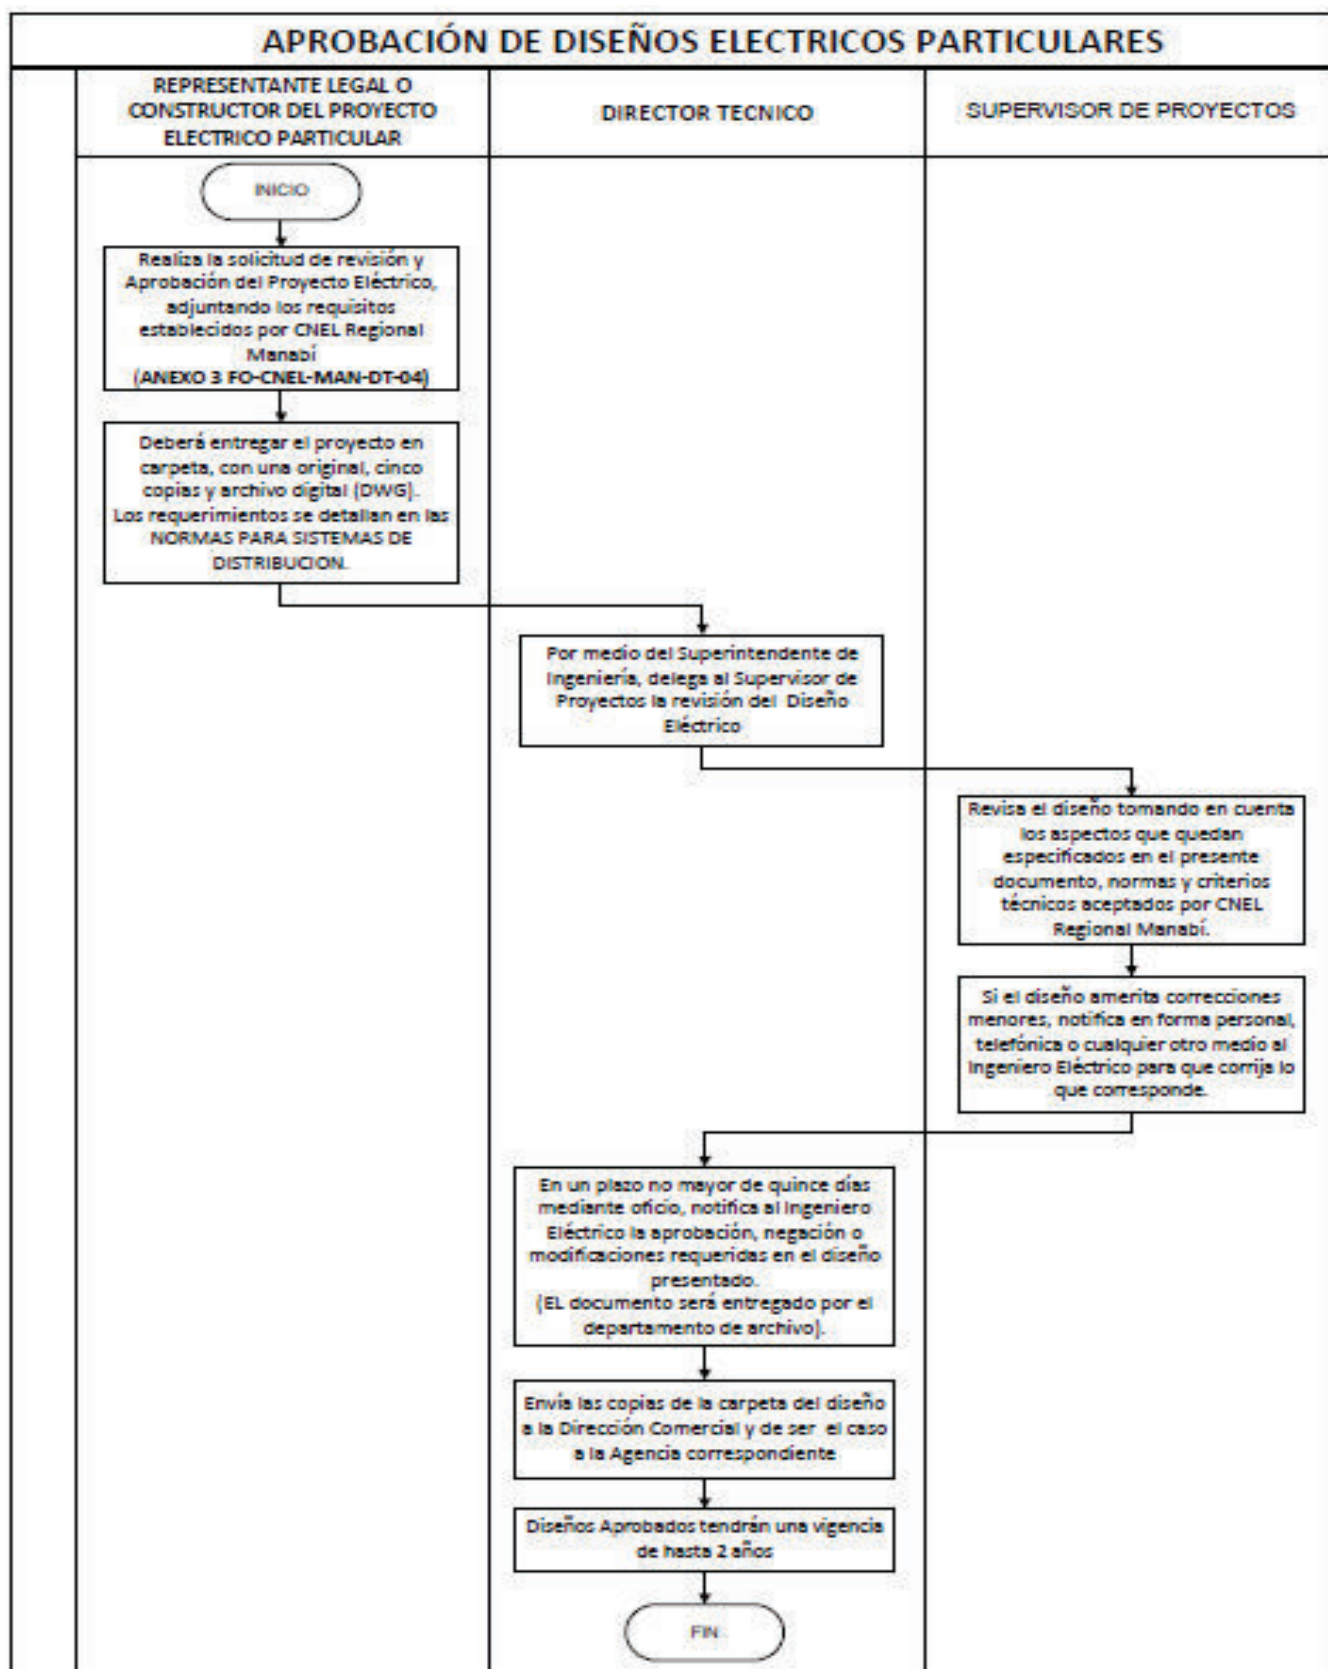 APROBACIÓN DE DISEÑOS ELECTRICOS PARTICULARES
REPRESENTANTE LEGAL O
CONSTRUCTOR DEL PROYECTO
ELECTRICO PARTICULAR
DIRECTOR TECNICO
SUPERVISOR DE PROYECTOS
INICIO
Realiza la solicitud de revisión y
Aprobación del Proyecto Eléctrico,
adjuntando los requisitos
establecidos por CNEL Regional
Manabí
(ANEXO 3 FO-CNEL-MAN-DT-04)
Deberá entregar el proyecto en
carpeta, con una original, cinco
copias y archivo digital (DWG).
Los requerimientos se detallan en las
NORMAS PARA SISTEMAS DE
DISTRIBUCION.
Por medio del Superintendente de
Ingeniería, delega al Supervisor de
Proyectos la revisión del Diseño
Eléctrico
Revisa el diseño tomando en cuenta
los aspectos que quedan
especificados en el presente
documento, normas y criterios
técnicos aceptados por CNEL
Regional Manabí.
Si el diseño amerita correcciones
menores, notifica en forma personal,
telefónica o cualquier otro medio al
Ingeniero Eléctrico para que corrija lo
que corresponde.
En un plazo no mayor de quince días
mediante oficio, notifica al Ingeniero
Eléctrico la aprobación, negación o
modificaciones requeridas en el diseño
presentado.
(EL documento será entregado por el
departamento de archivo).
Envía las copias de la carpeta del diseño
a la Dirección Comercial y de ser el caso
a la Agencia correspondiente
Diseños Aprobados tendrán una vigencia
de hasta 2 años
FIN